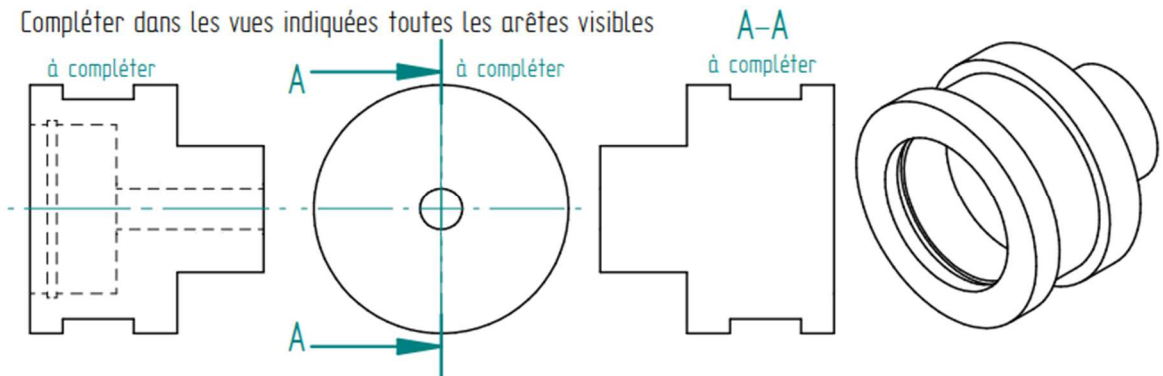 Compléter dans les vues indiquées toutes les arêtes visibles
A-A
à compléter
A
à compléter
à compléter
A